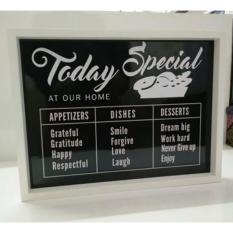 Today Special
AT OUR HOME
APPETIZERS DISHES DESSERTS
Grateful Smile Dream big
Gratitude Forgive Work hard
Happy Love Never Give up
Respectful Laugh Enjoy